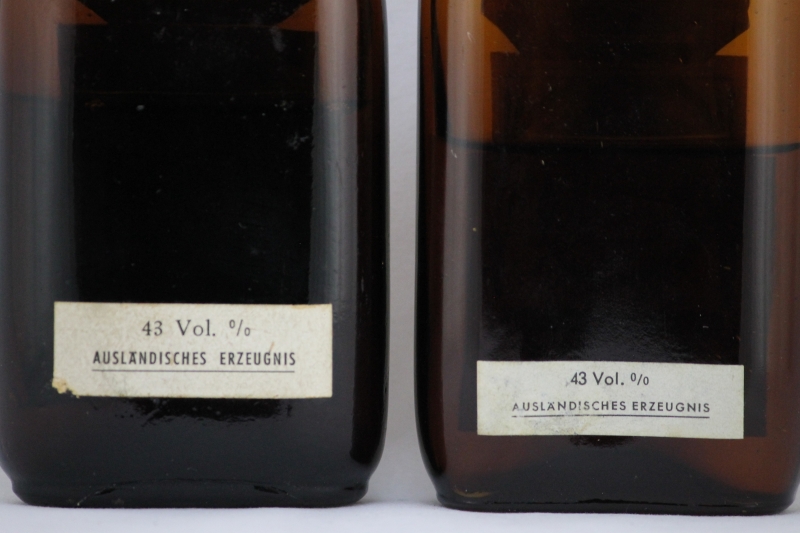 43 Vol. %
AUSLÄNDISCHES ERZEUGNIS
43 Vol. %
AUSLÄNDISCHES ERZEUGNIS